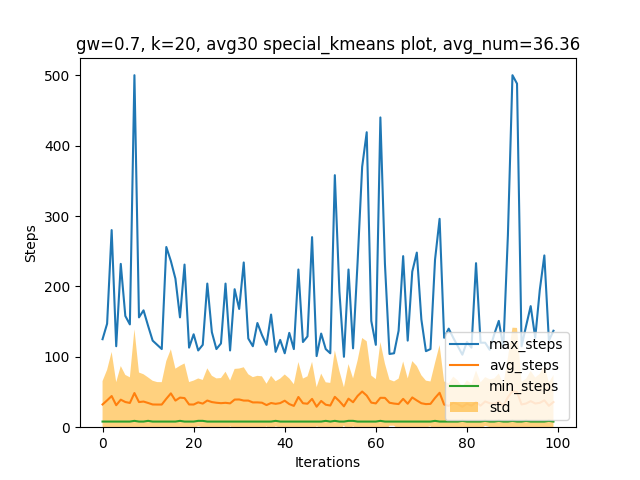 gw=0.7, k=20, avg30 special_kmeans plot, avg_num=36.36
500
400
300
200
100
0
Steps
0
20
40
60
80
100
Iterations
max_steps
avg_steps
min_steps
std